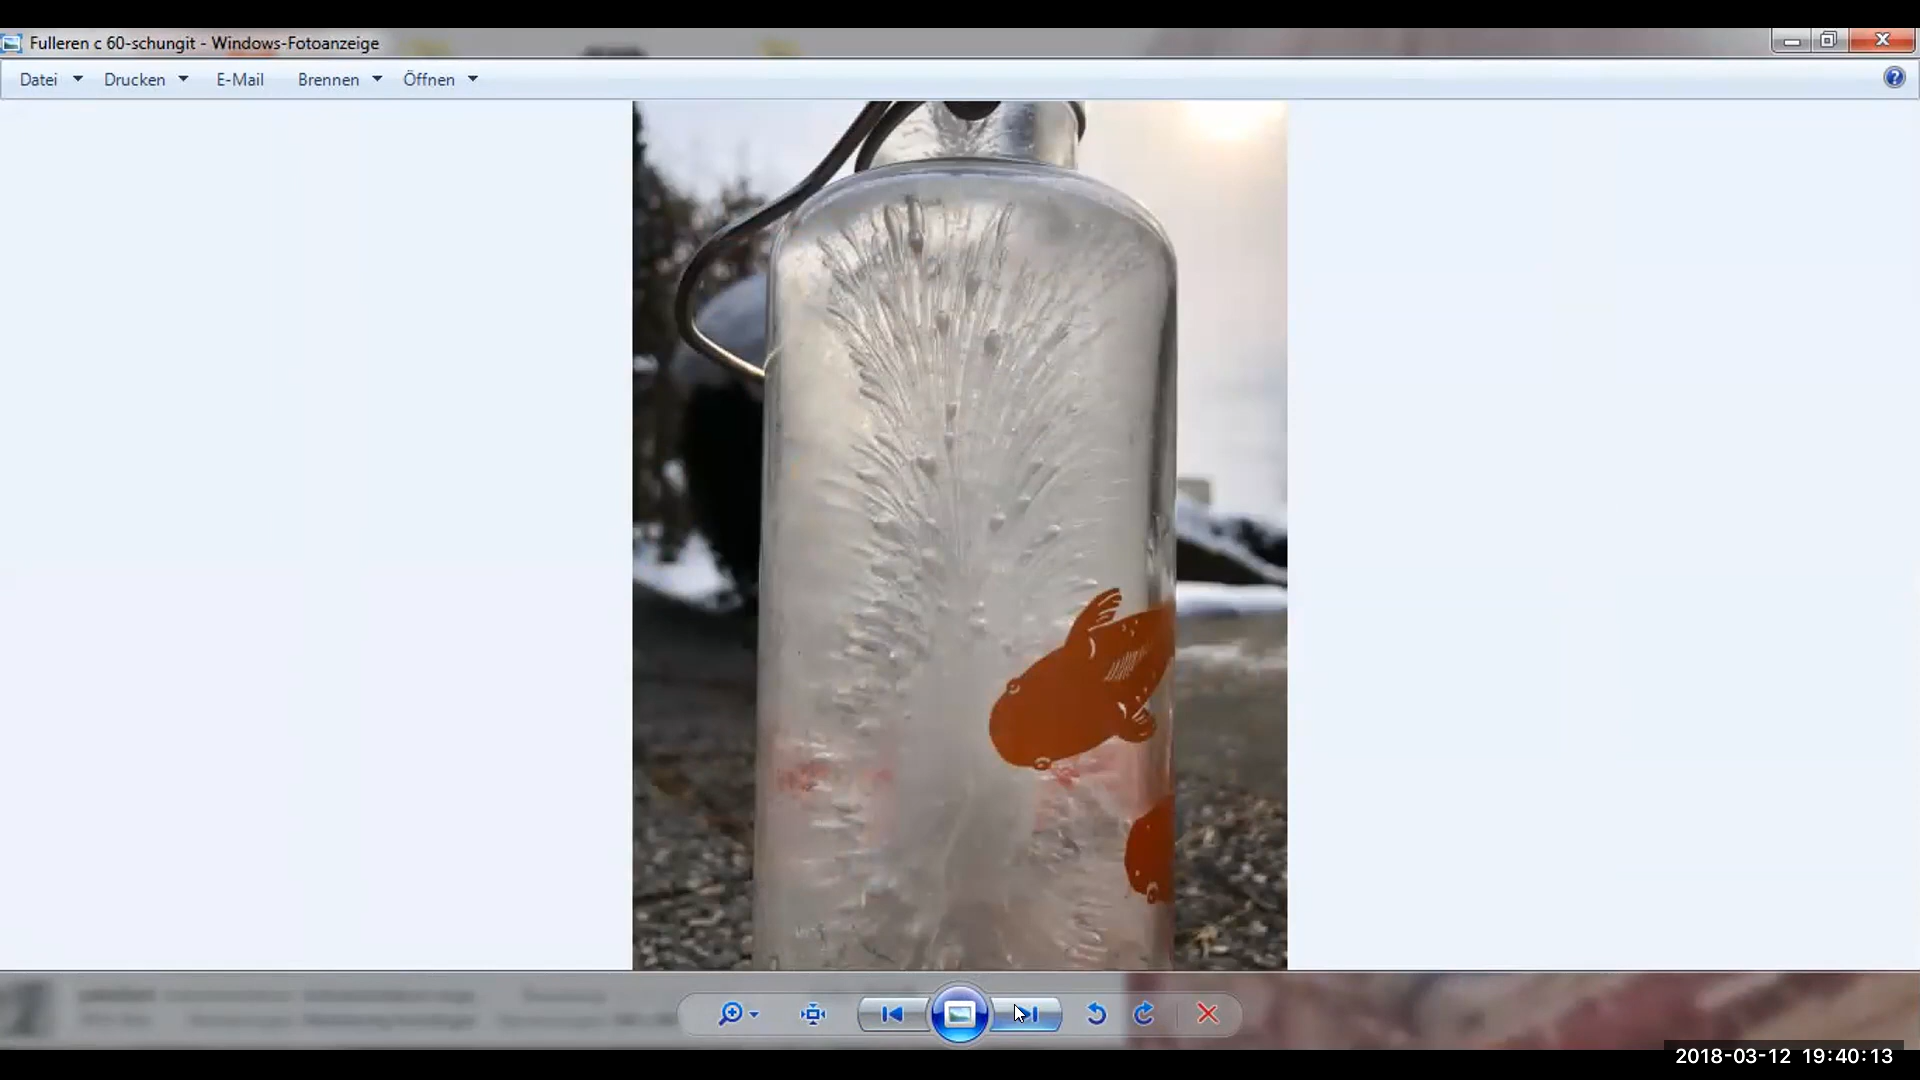 Fulleren c 60-schungit - Windows-Fotoanzeige
Datei Drucken E-Mail Brennen Öffnen
2018-03-12 19:40:13